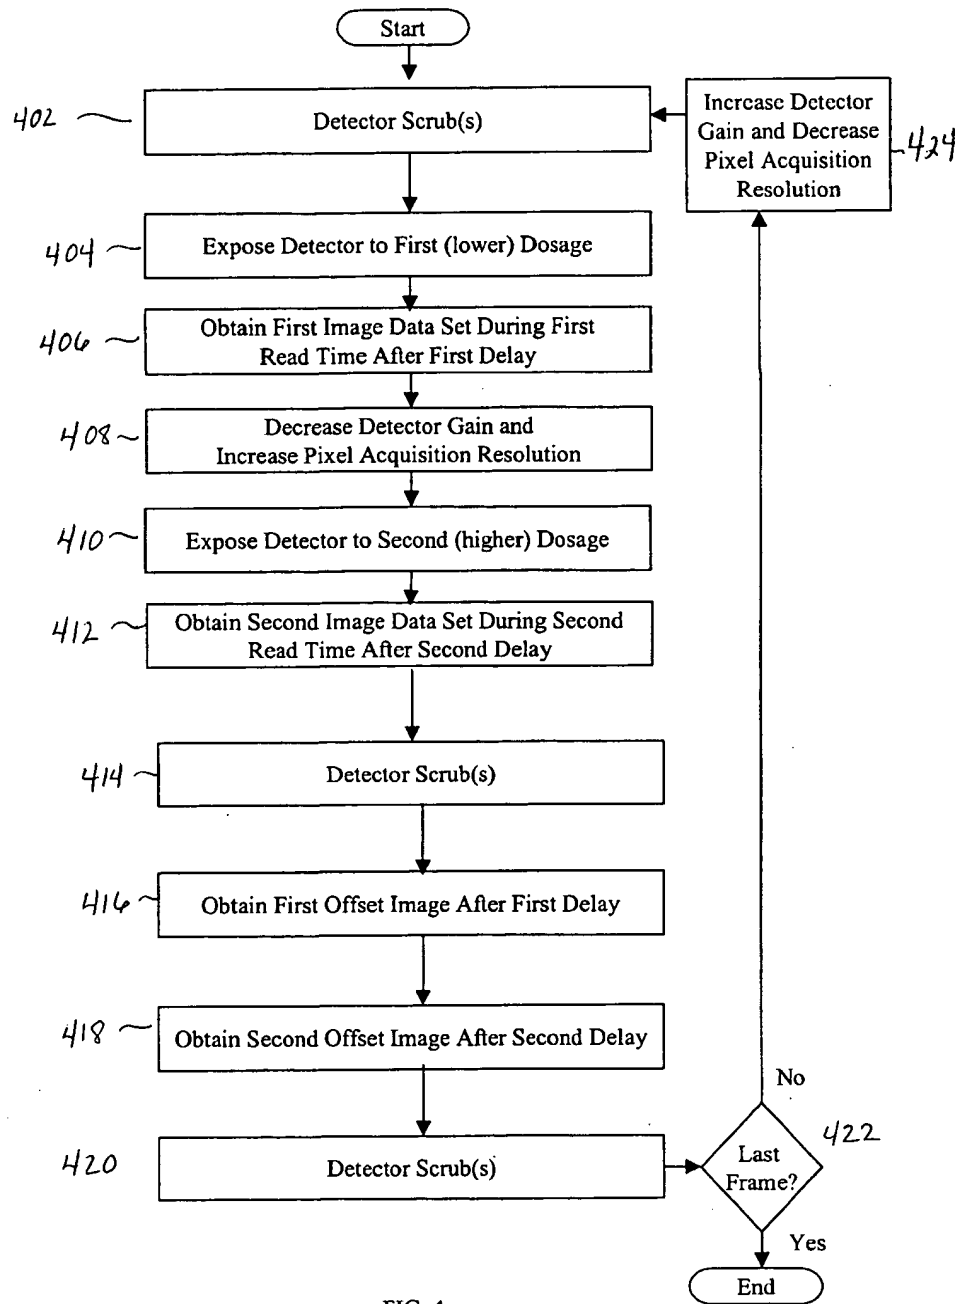 Start
402
Detector Scrub(s)
Increase Detector
Gain and Decrease
Pixel Acquisition
Resolution
424
404
Expose Detector to First (lower) Dosage
406
Obtain First Image Data Set During First
Read Time After First Delay
408
Decrease Detector Gain and
Increase Pixel Acquisition Resolution
410
Expose Detector to Second (higher) Dosage
412
Obtain Second Image Data Set During Second
Read Time After Second Delay
414
Detector Scrub(s)
416
Obtain First Offset Image After First Delay
418
Obtain Second Offset Image After Second Delay
No
420
Detector Scrub(s)
Last
Frame?
422
Yes
End